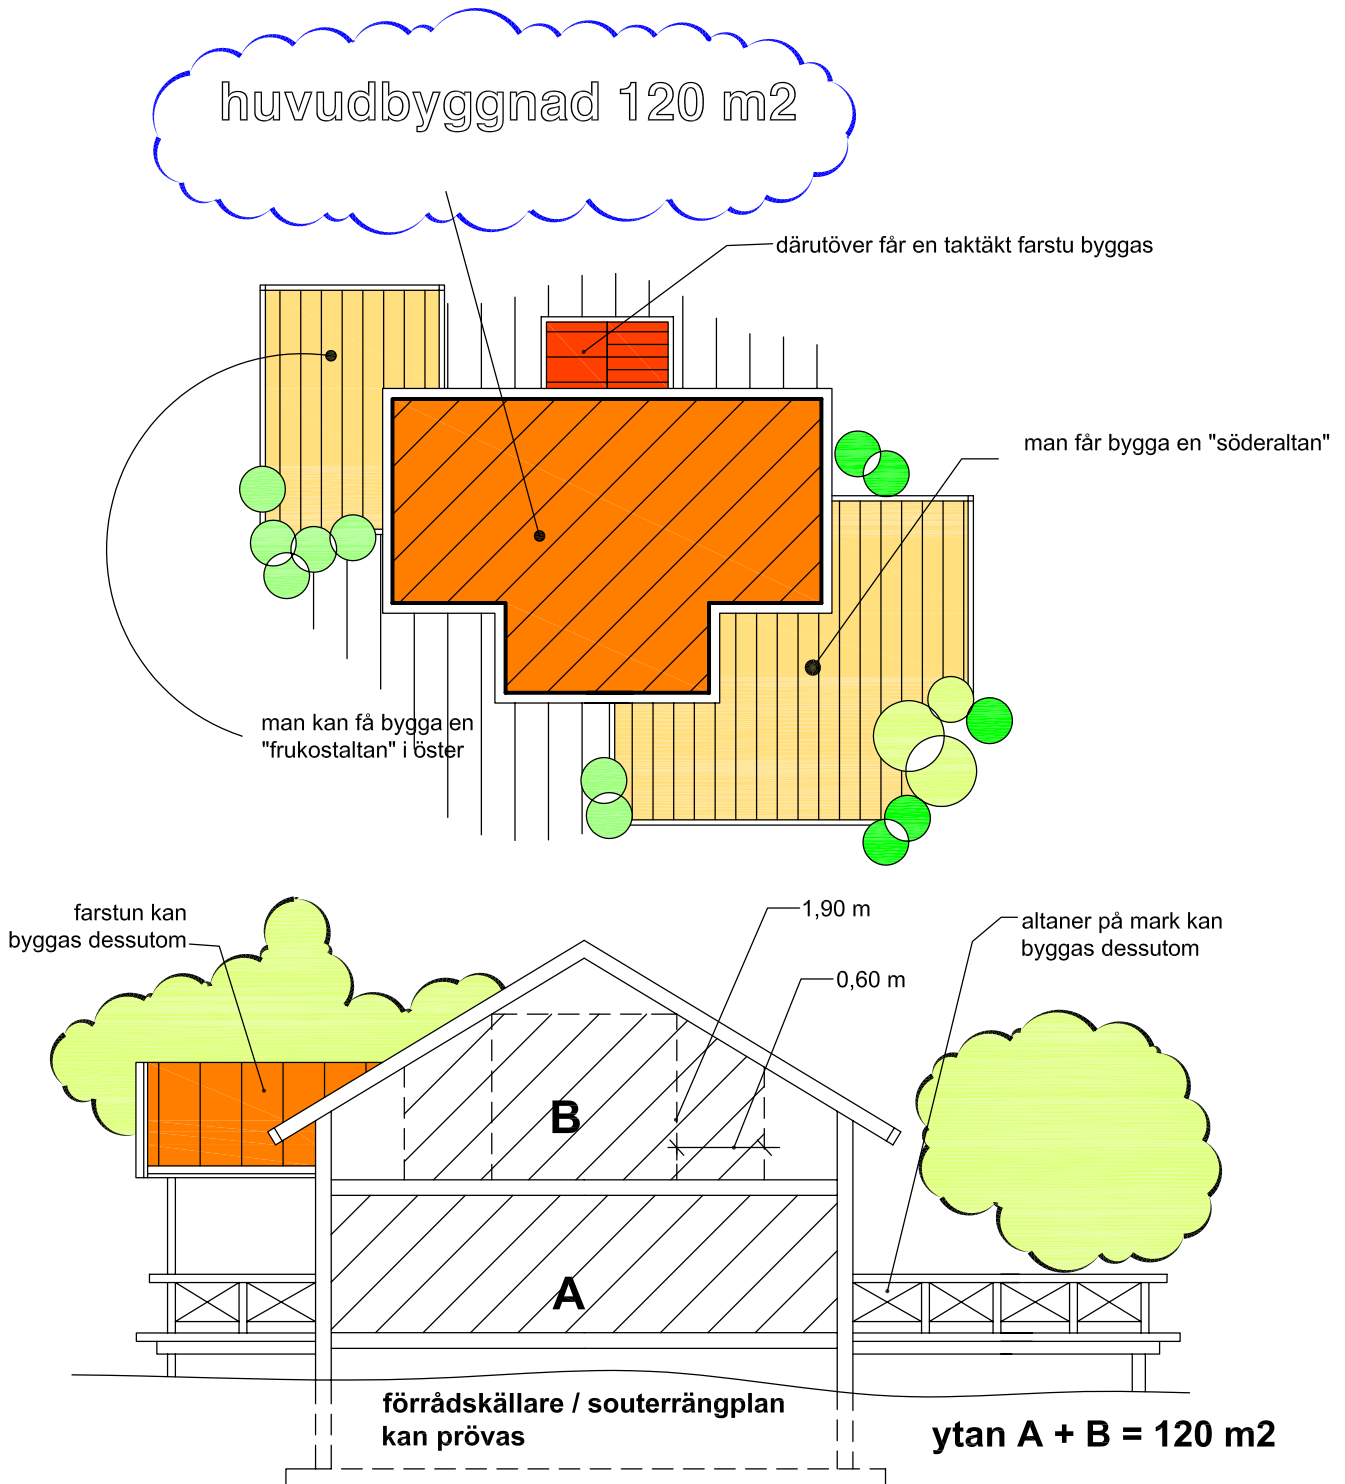 huvudbyggnad 120 m2
därutöver får en taktäkt farstu byggas
man får bygga en "söderaltan"
man kan få bygga en
"frukostaltan" i öster
farstun kan
byggas dessutom
1,90 m
0,60 m
altaner på mark kan
byggas dessutom
B
A
förrådskällare / souterrängplan
kan prövas
ytan A + B = 120 m2